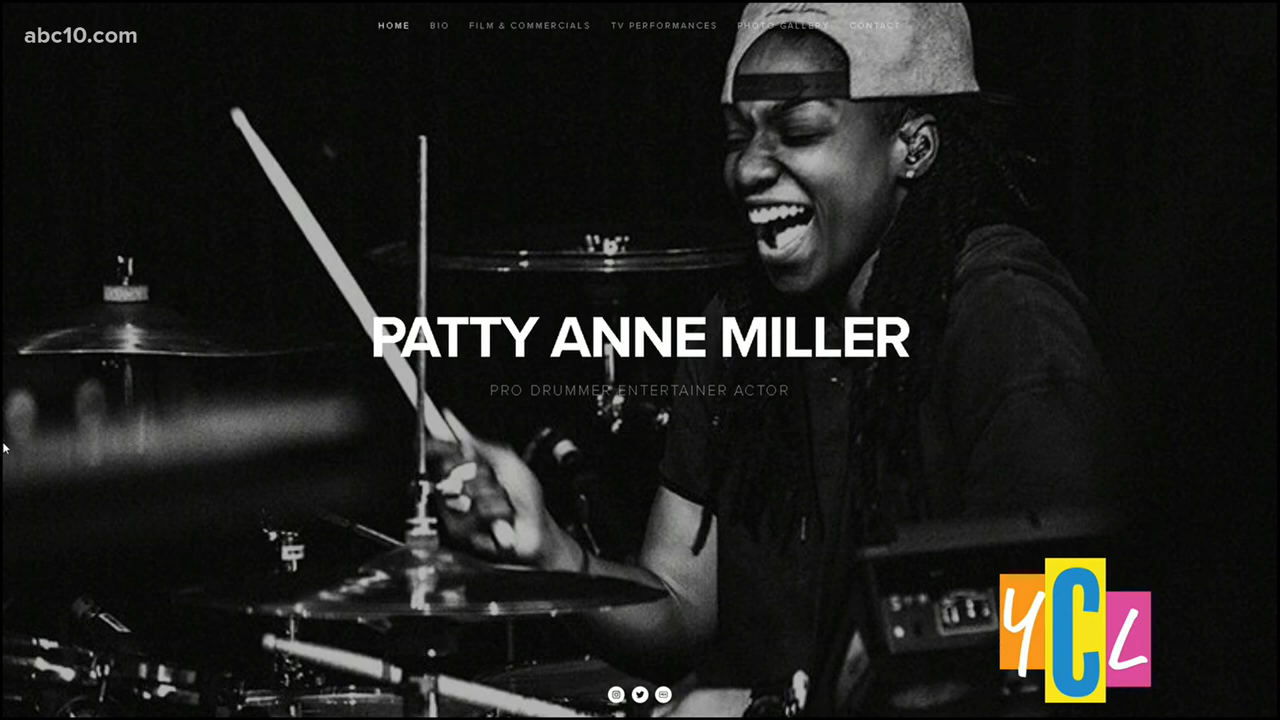 abc10.com
HOME BIO FILM & COMMERCIALS TV PERFORMANCES PHOTO GALLERY CONTACT
PATTY ANNE MILLER
PRO DRUMMER ENTERTAINER ACTOR
YCL